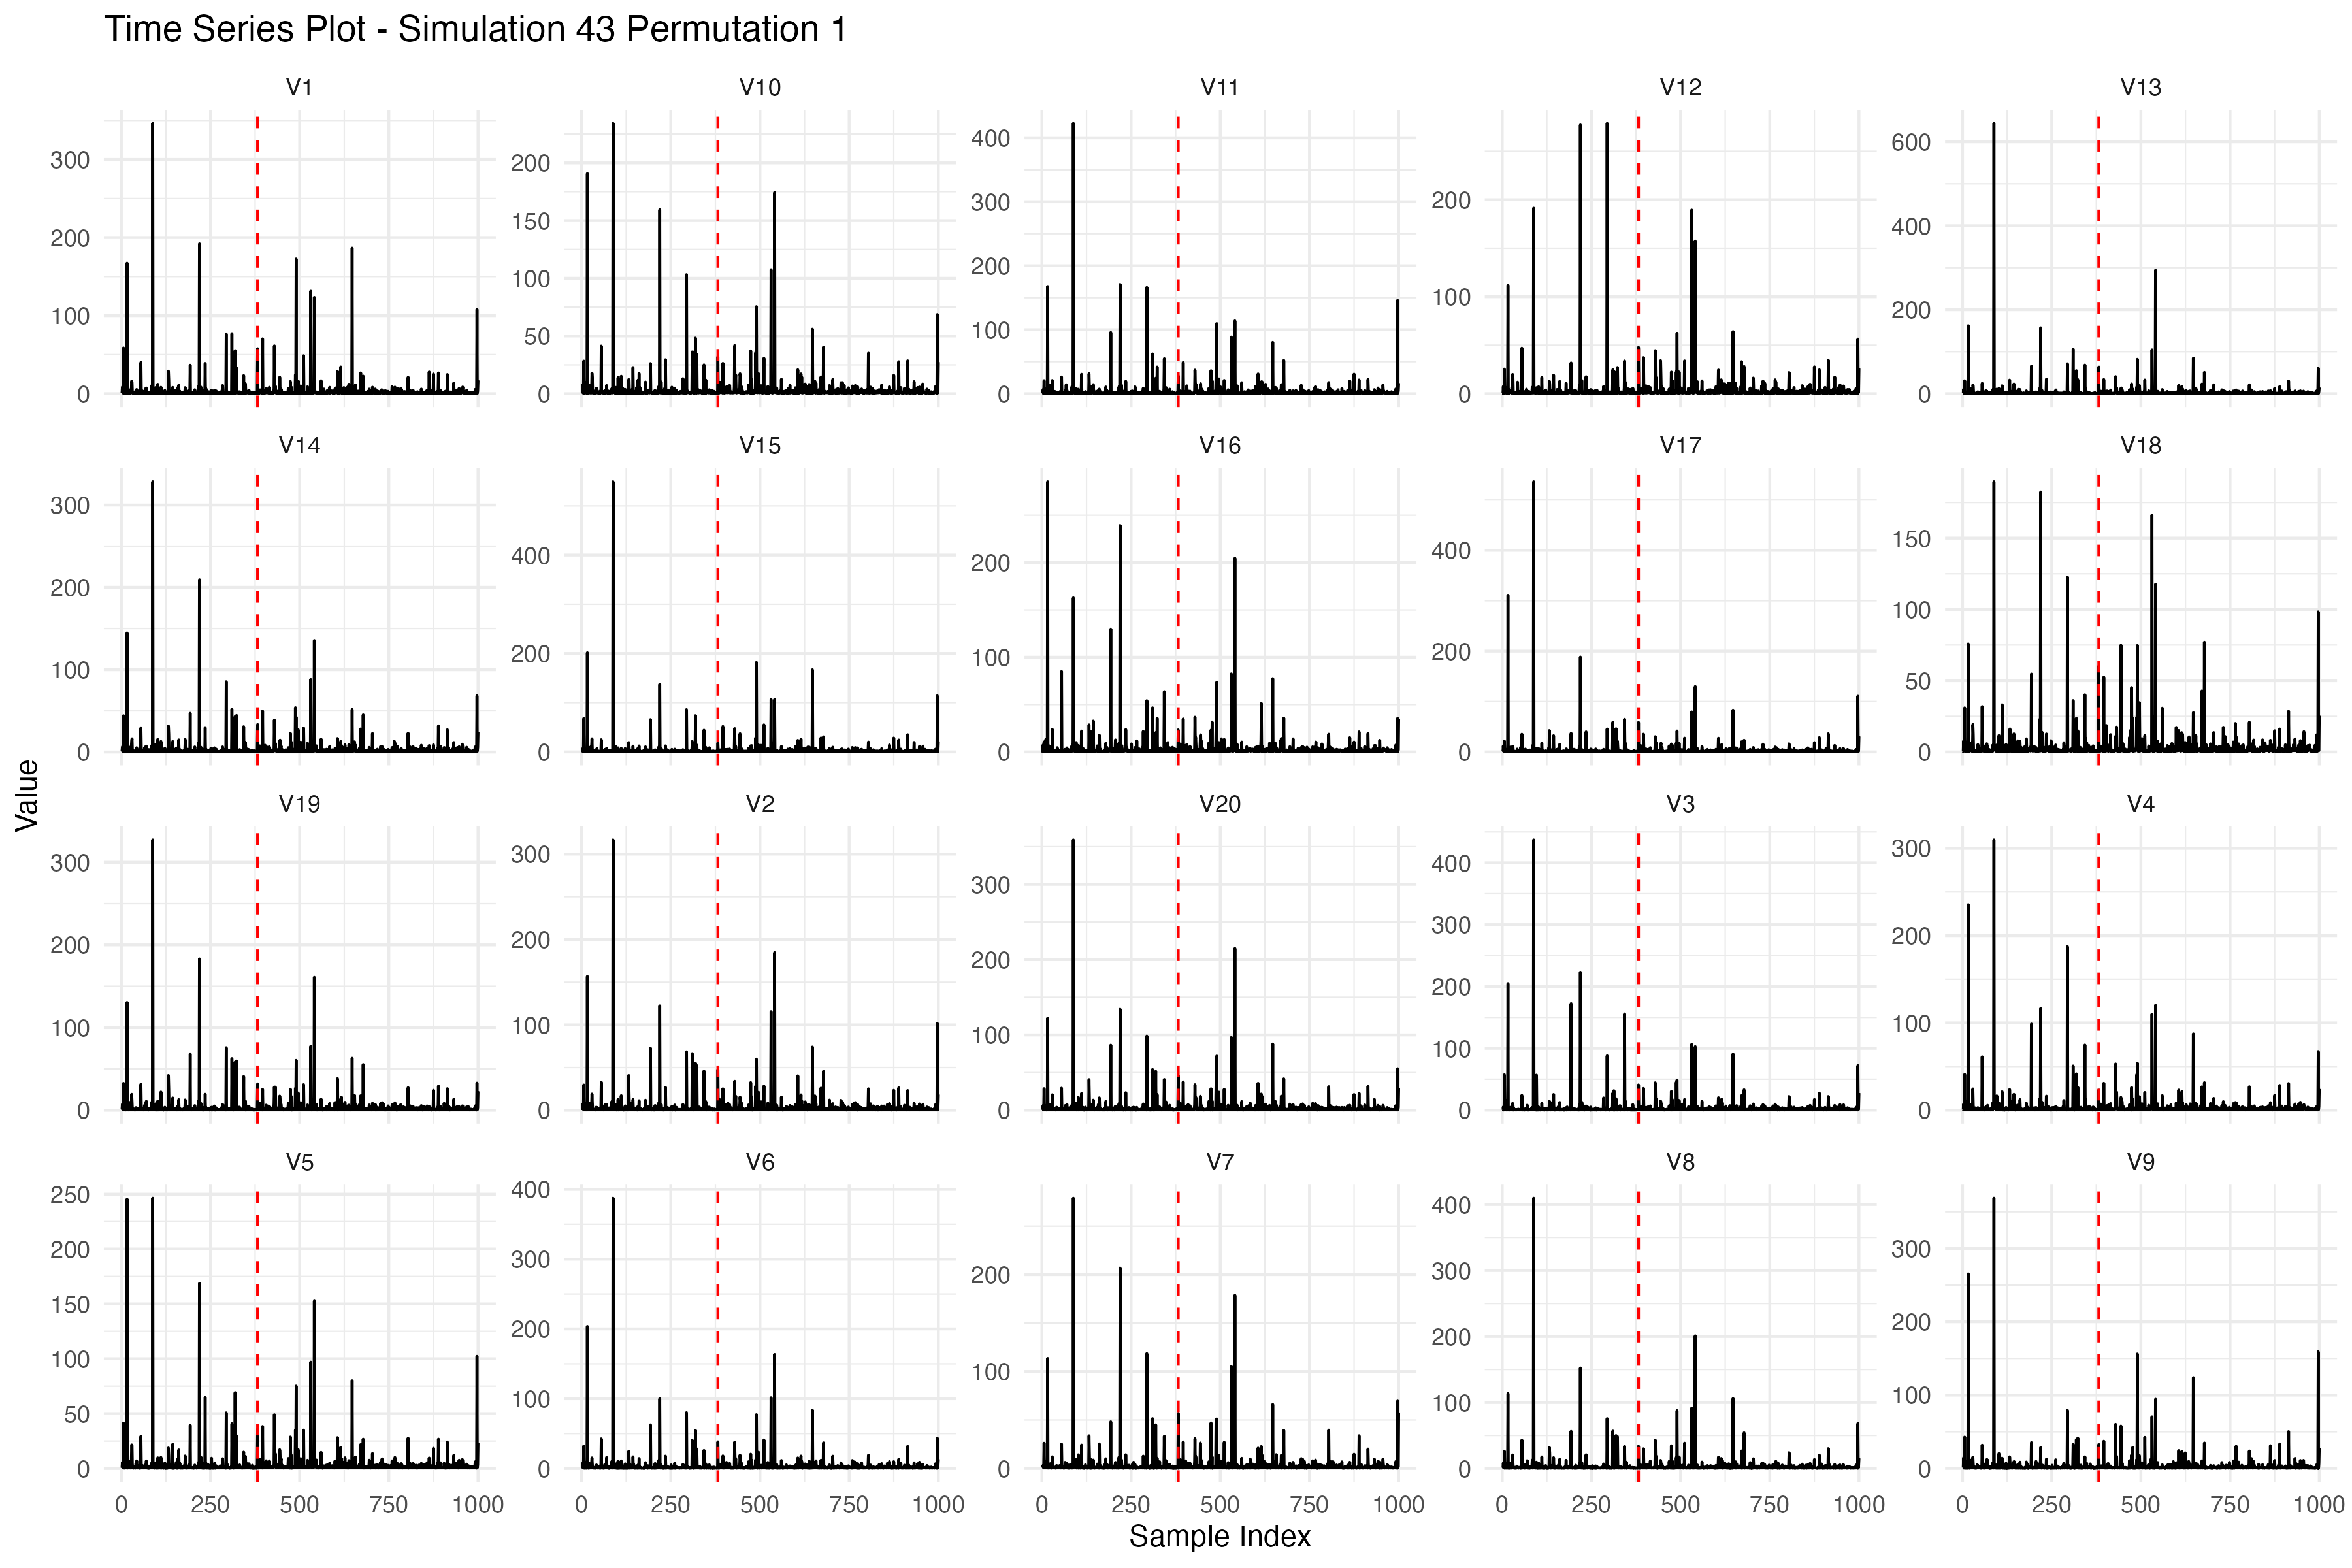 Time Series Plot - Simulation 43 Permutation 1
V1 V10 V11 V12 V13
300 200 100 0
200 150 100 50 0
400 300 200 100 0
200 100 0
600 400 200 0
V14 V15 V16 V17 V18
300 200 100 0
400 200 0
200 100 0
400 200 0
150 100 50 0
Value
V19 V2 V20 V3 V4
300 200 100 0
300 200 100 0
300 200 100 0
400 300 200 100 0
300 200 100 0
V5 V6 V7 V8 V9
250 200 150 100 50 0
400 300 200 100 0
200 100 0
400 300 200 100 0
300 200 100 0
0 250 500 750 1000 0 250 500 750 1000 0 250 500 750 1000 0 250 500 750 1000 0 250 500 750 1000
Sample Index